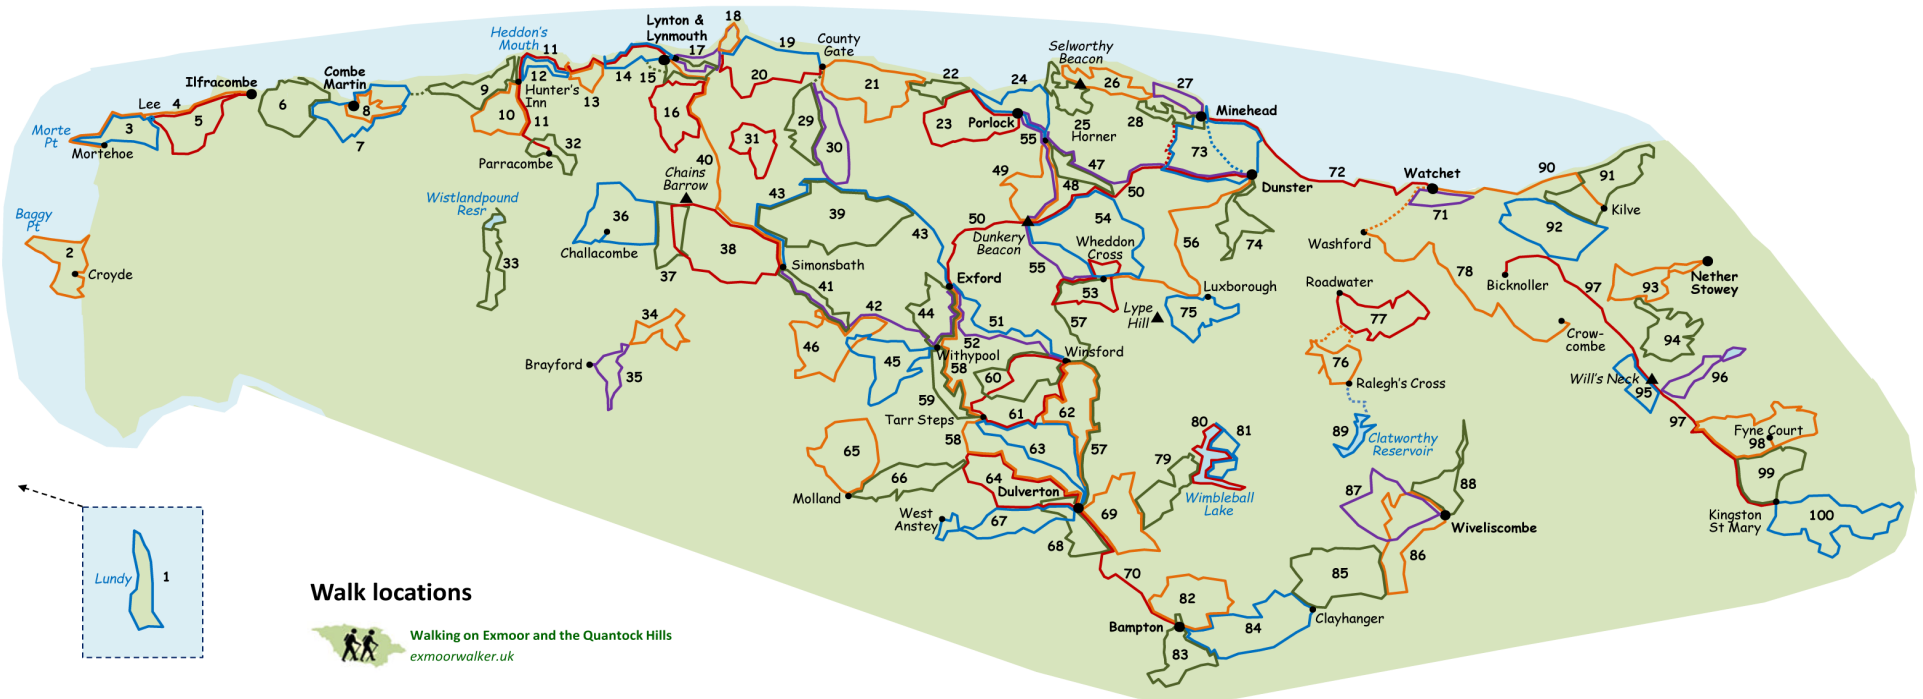 18
Lynton &
Lynmouth
17
19
County
Gate
Heddon's
Mouth
11
12
Hunter's
Inn
14
15
13
20
21
22
24
Selworthy
Beacon
26
27
Ilfracombe
Combe
Martin
Lee
4
3
5
6
8
7
9
10
11
16
Morte
Pt
Mortehoe
Parracombe
32
31
29
30
23
Porlock
25
28
Horner
55
Minehead
73
47
40
Chains
Barrow
43
49
48
50
Dunster
72
Watchet
71
90
91
Kilve
92
Wistlandpound
Resr
36
Challacombe
39
43
50
Dunkery
Beacon
54
Wheddon
Cross
56
74
Washford
Baggy
Pt
2
Croyde
33
37
38
Simonsbath
41
42
Exford
44
55
53
Lype
Hill
Luxborough
75
Roadwater
77
78
Bicknoller
97
Nether
Stowey
93
Crow-
combe
94
34
Brayford
35
46
45
51
52
Withypool
58
57
Winsford
60
59
61
62
Tarr Steps
76
Ralegh's Cross
Will's Neck
95
96
65
Molland
66
58
63
57
64
Dulverton
69
79
80
81
Wimbleball
Lake
89
Clatworthy
Reservoir
97
Fyne Court
98
99
Kingston
St Mary
100
West
Anstey
67
68
70
87
88
Wiveliscombe
86
85
Clayhanger
82
Bampton
84
83
Lundy
1
Walk locations
Walking on Exmoor and the Quantock Hills
exmoorwalker.uk